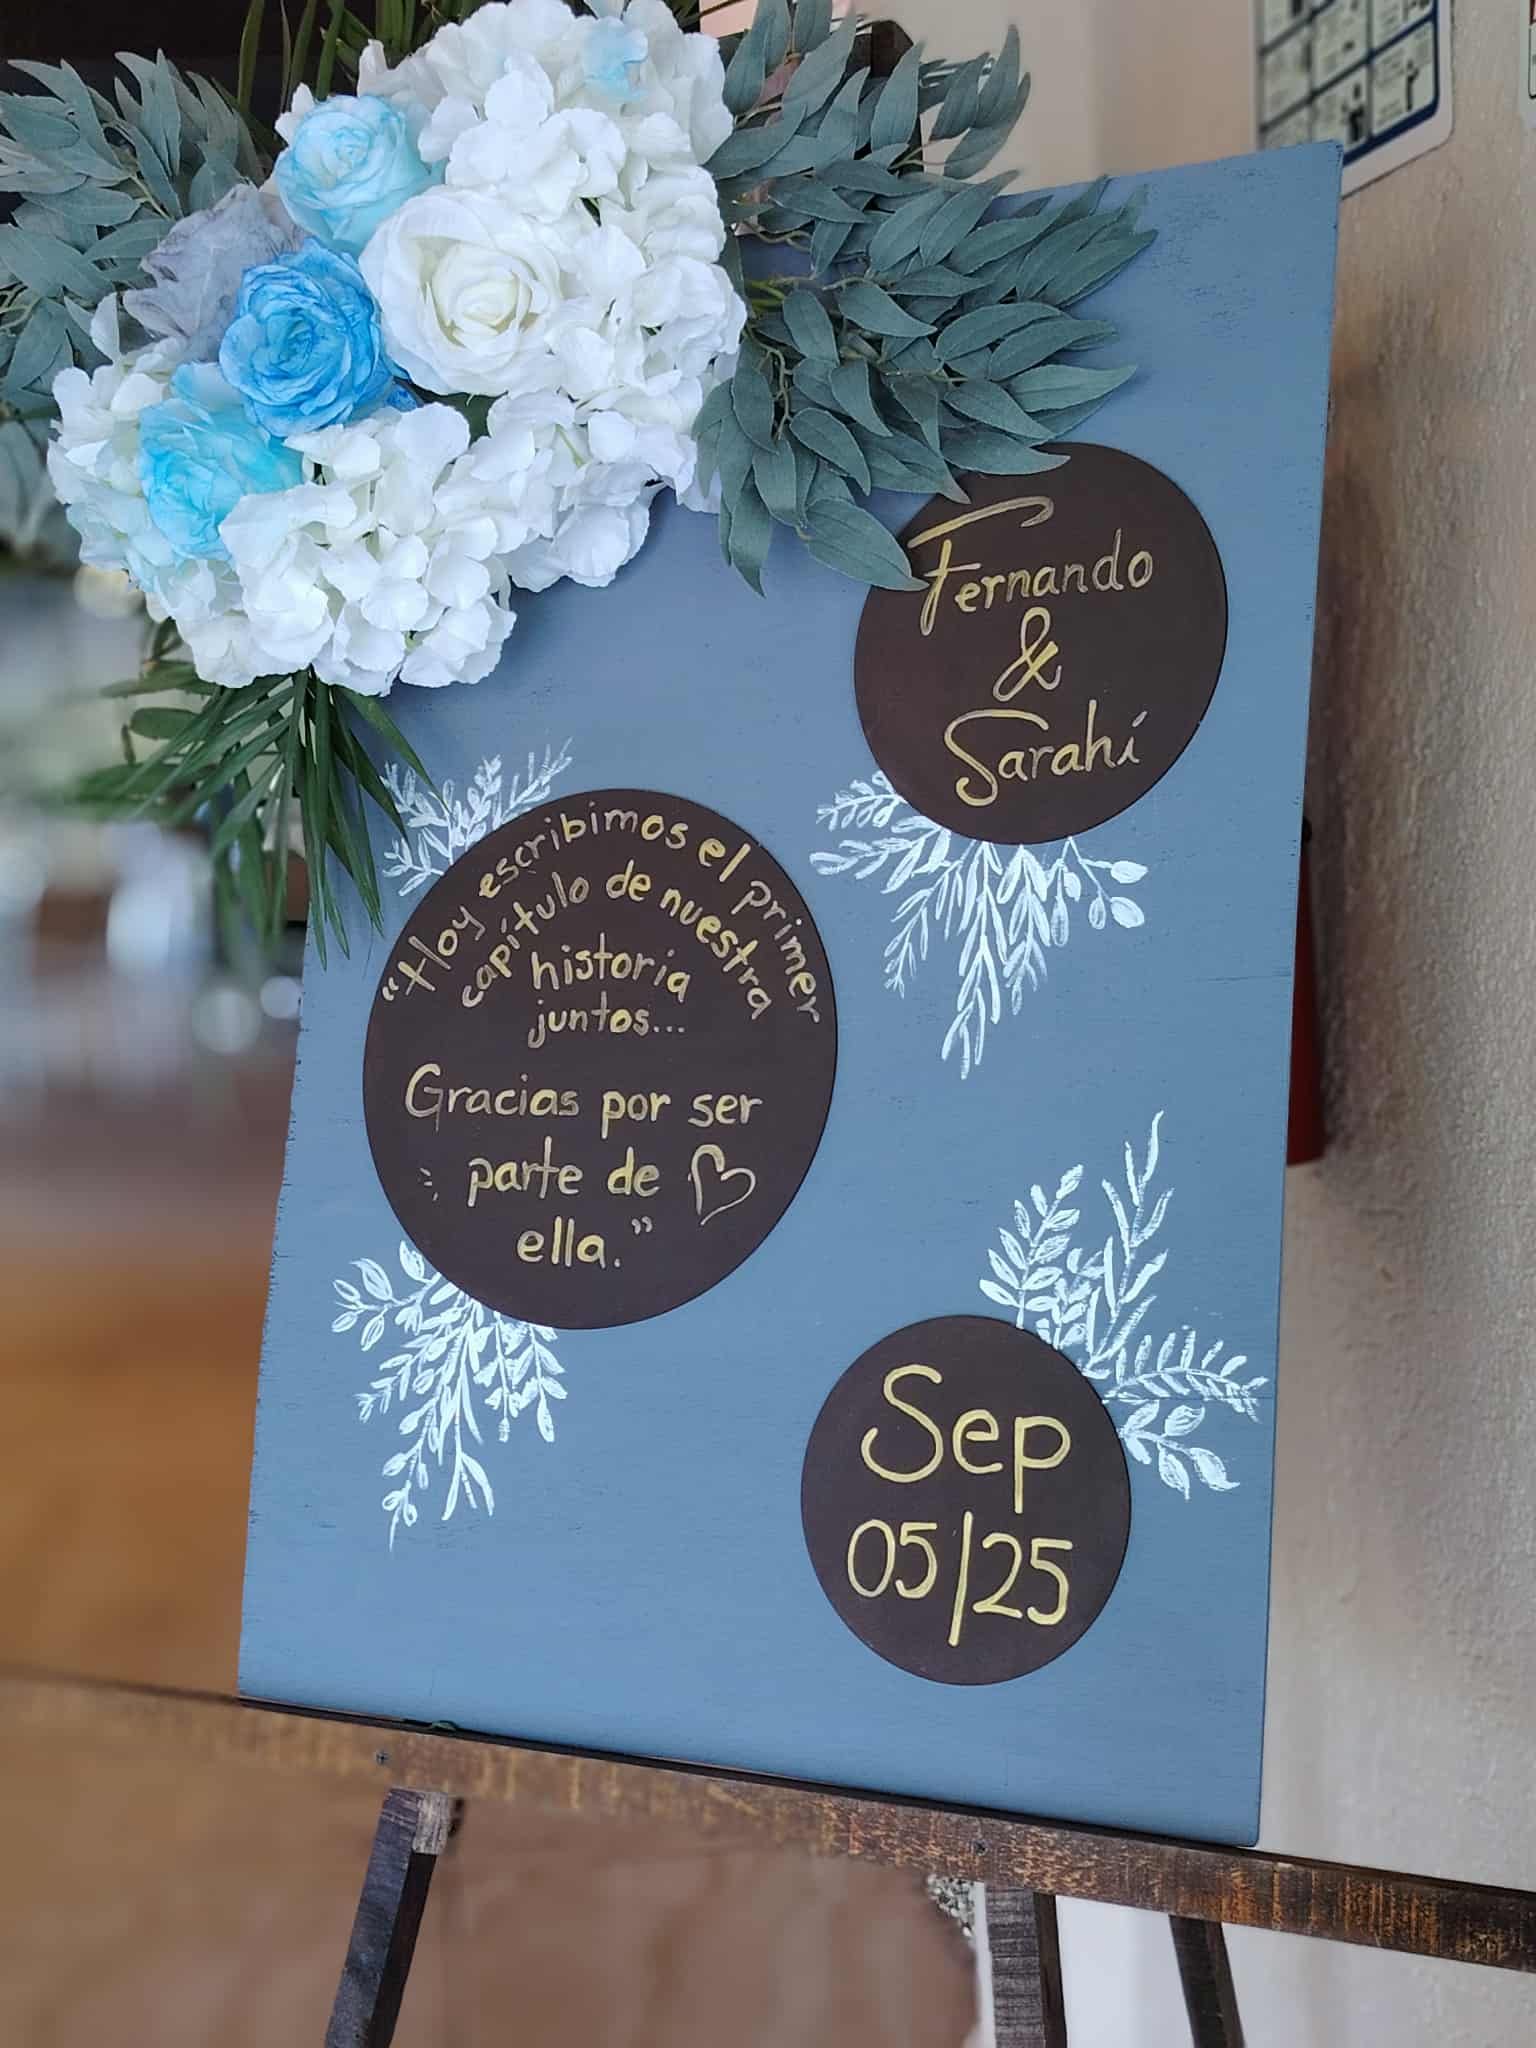 Fernando
&
Sarahí
"Hoy escribimos el primer
capítulo de nuestra
historia
juntos...
Gracias por ser
parte de
ella."
Sep
05/25